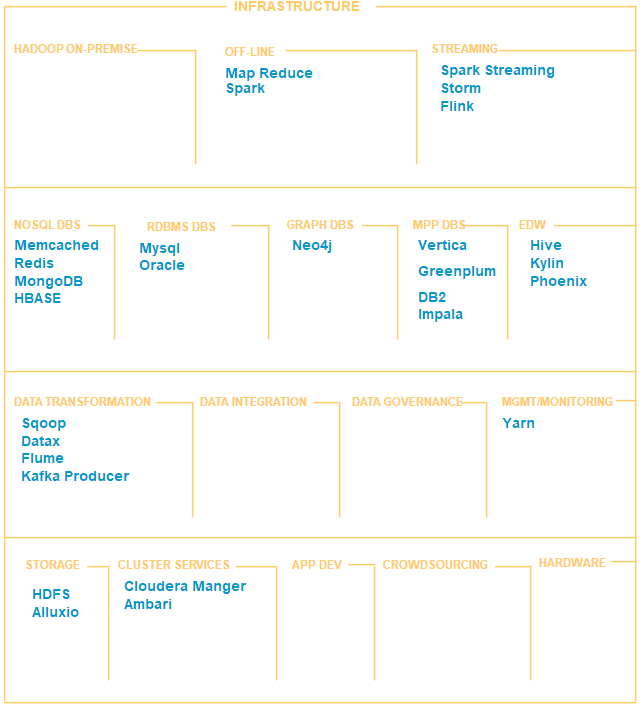 INFRASTRUCTURE
HADOOP ON-PREMISE
OFF-LINE
Map Reduce
Spark
STREAMING
Spark Streaming
Storm
Flink
NOSQL DBS
Memcached
Redis
MongoDB
HBASE
RDBMS DBS
Mysql
Oracle
GRAPH DBS
Neo4j
MPP DBS
Vertica
Greenplum
DB2
Impala
EDW
Hive
Kylin
Phoenix
DATA TRANSFORMATION
Sqoop
Datax
Flume
Kafka Producer
DATA INTEGRATION
DATA GOVERNANCE
MGMT/MONITORING
Yarn
STORAGE
HDFS
Alluxio
CLUSTER SERVICES
Cloudera Manger
Ambari
APP DEV
CROWDSOURCING
HARDWARE